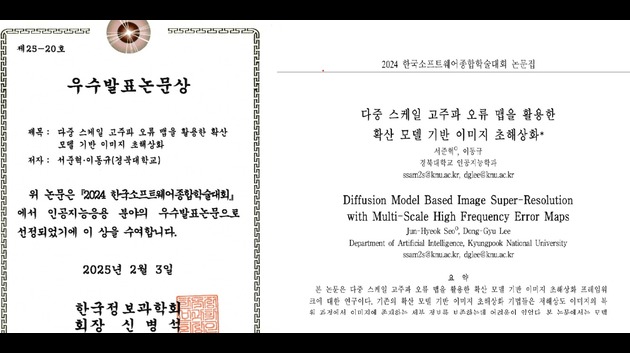 제25-20호
우수발표논문상
제목 : 다중 스케일 고주파 오류 맵을 활용한 확산
모델 기반 이미지 초해상화
저자 : 서준혁·이동규(경북대학교)
위 논문은 『2024 한국소프트웨어종합학술대회』
에서 인공지능응용 분야의 우수발표논문으로
선정되었기에 이 상을 수여합니다.
2025년 2월 3일
한국정보과학회
회장 신병석
2024 한국소프트웨어종합학술대회 논문집
다중 스케일 고주파 오류 맵을 활용한
확산 모델 기반 이미지 초해상화*
서준혁O, 이동규
경북대학교 인공지능학과
ssam2s@knu.ac.kr, dglee@knu.ac.kr
Diffusion Model Based Image Super-Resolution
with Multi-Scale High Frequency Error Maps
Jun-Hyeok SeoO, Dong-Gyu Lee
Department of Artificial Intelligence, Kyungpook National University
ssam2s@knu.ac.kr, dglee@knu.ac.kr
요 약
본 논문은 다중 스케일 고주파 오류 맵을 활용한 확산 모델 기반 이미지 초해상화 프레임워
크에 대한 연구이다. 기존의 확산 모델 기반 이미지 초해상화 기법들은 저해상도 이미지의 복